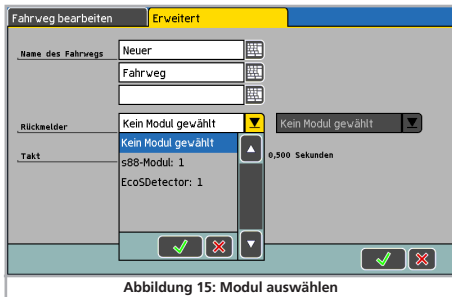 Fahrweg bearbeiten
Erweitert
Name des Fahrwegs
Neuer
Fahrweg
Rückmelder
Kein Modul gewählt
Kein Modul gewählt
Kein Modul gewählt
s88-Modul: 1
EcoSDetector: 1
Takt
0,500 Sekunden
Abbildung 15: Modul auswählen